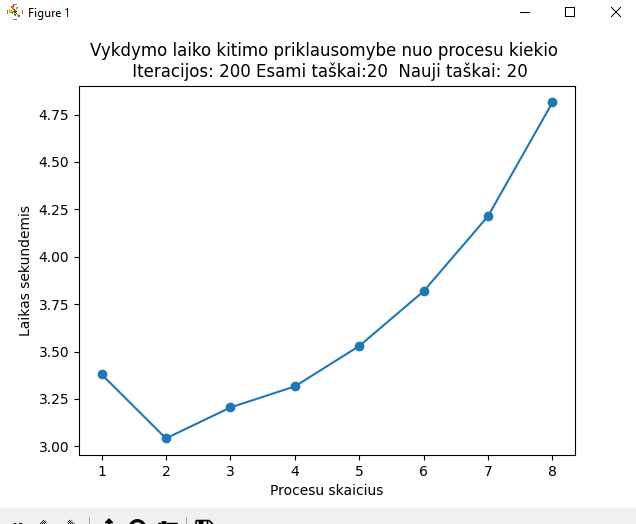 Figure 1
Vykdymo laiko kitimo priklausomybe nuo procesu kiekio
Iteracijos: 200 Esami taškai:20  Nauji taškai: 20
4.75
4.50
4.25
4.00
3.75
3.50
3.25
3.00
Laikas sekundemis
1 2 3 4 5 6 7 8
Procesu skaicius